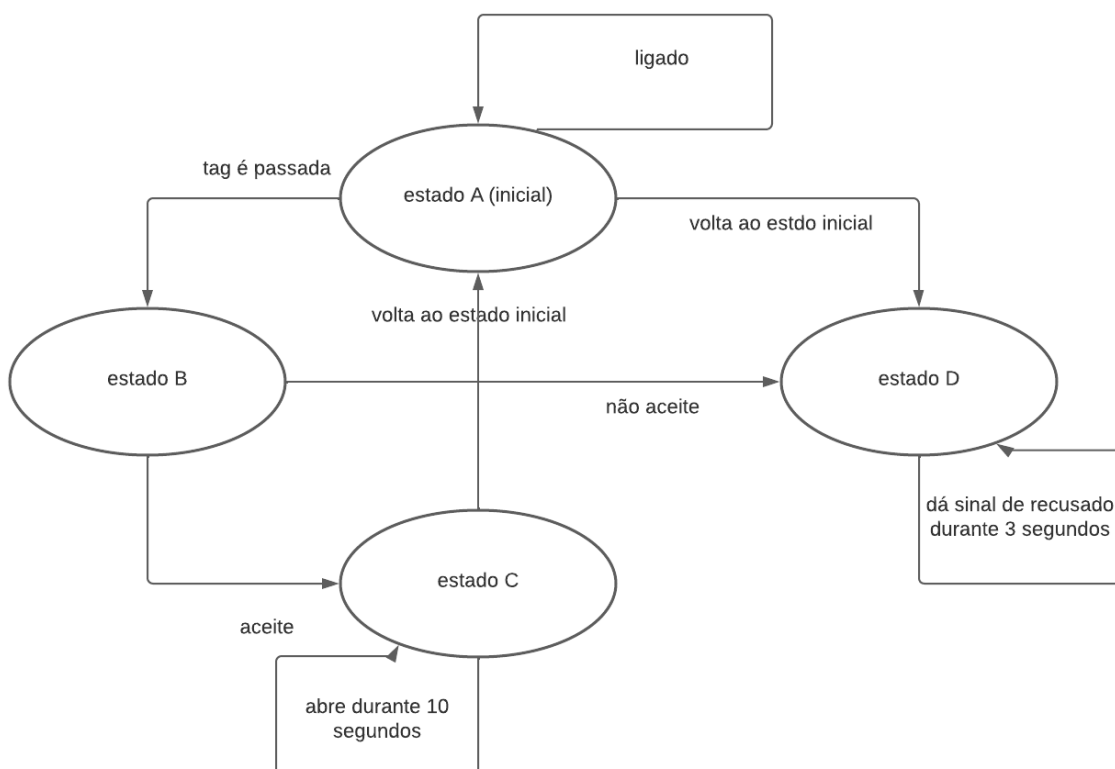 ligado
tag é passada
estado A (inicial)
volta ao estdo inicial
volta ao estado inicial
estado B
estado D
não aceite
dá sinal de recusado
durante 3 segundos
estado C
aceite
abre durante 10
segundos